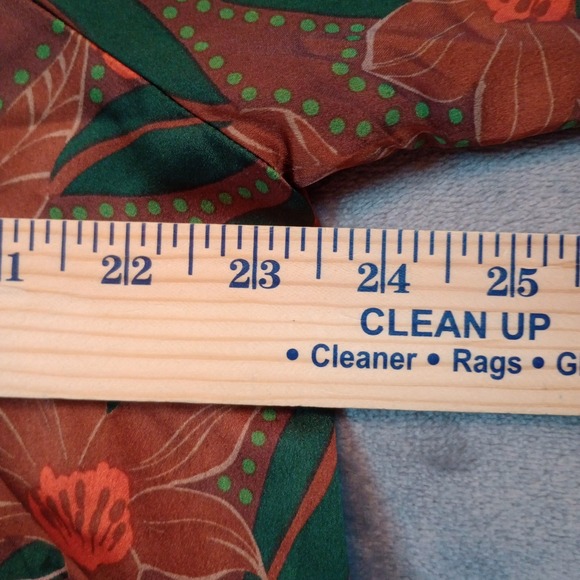 1 22 23 24 25
CLEAN UP
• Cleaner • Rags • G